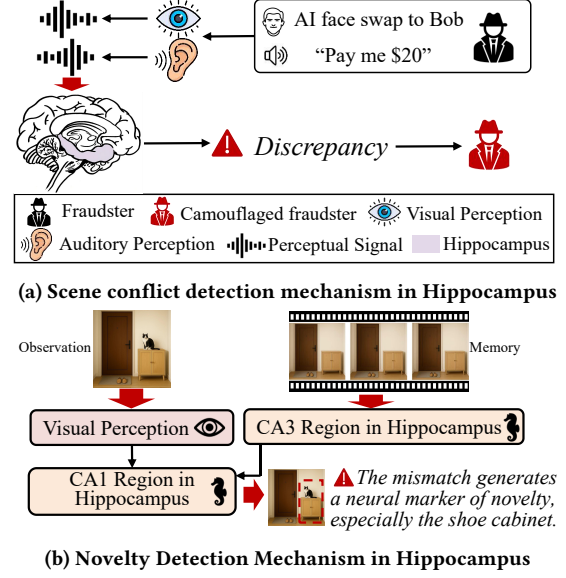 AI face swap to Bob
“Pay me $20”
Discrepancy
Fraudster
Camouflaged fraudster
Visual Perception
Auditory Perception
Perceptual Signal
Hippocampus
(a) Scene conflict detection mechanism in Hippocampus
Observation
Memory
Visual Perception
CA3 Region in Hippocampus
CA1 Region in
Hippocampus
The mismatch generates
a neural marker of novelty,
especially the shoe cabinet.
(b) Novelty Detection Mechanism in Hippocampus